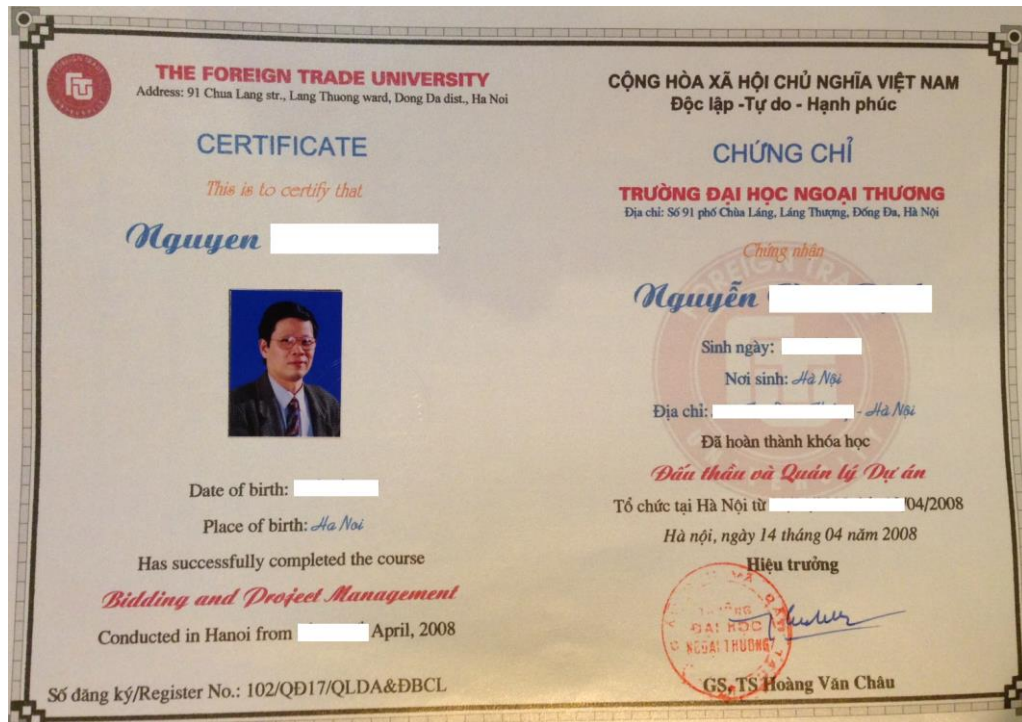 THE FOREIGN TRADE UNIVERSITY
Address: 91 Chua Lang str., Lang Thuong ward, Dong Da dist., Ha Noi
CERTIFICATE
This is to certify that
Nguyen
Date of birth:
Place of birth: Ha Noi
Has successfully completed the course
Bidding and Project Management
Conducted in Hanoi from April, 2008
Số đăng ký/Register No.: 102/QĐ17/QLDA&ĐBCL
CỘNG HÒA XÃ HỘI CHỦ NGHĨA VIỆT NAM
Độc lập -Tự do - Hạnh phúc
CHỨNG CHỈ
TRƯỜNG ĐẠI HỌC NGOẠI THƯƠNG
Địa chỉ: Số 91 phố Chùa Láng, Láng Thượng, Đống Đa, Hà Nội
Chứng nhận
Nguyễn
Sinh ngày:
Nơi sinh: Hà Nội
Địa chỉ: - Hà Nội
Đã hoàn thành khóa học
Đấu thầu và Quản lý Dự án
Tổ chức tại Hà Nội từ /04/2008
Hà nội, ngày 14 tháng 04 năm 2008
Hiệu trưởng
TRƯỜNG
ĐẠI HỌC
NGOẠI THƯƠNG
GS, TS Hoàng Văn Châu